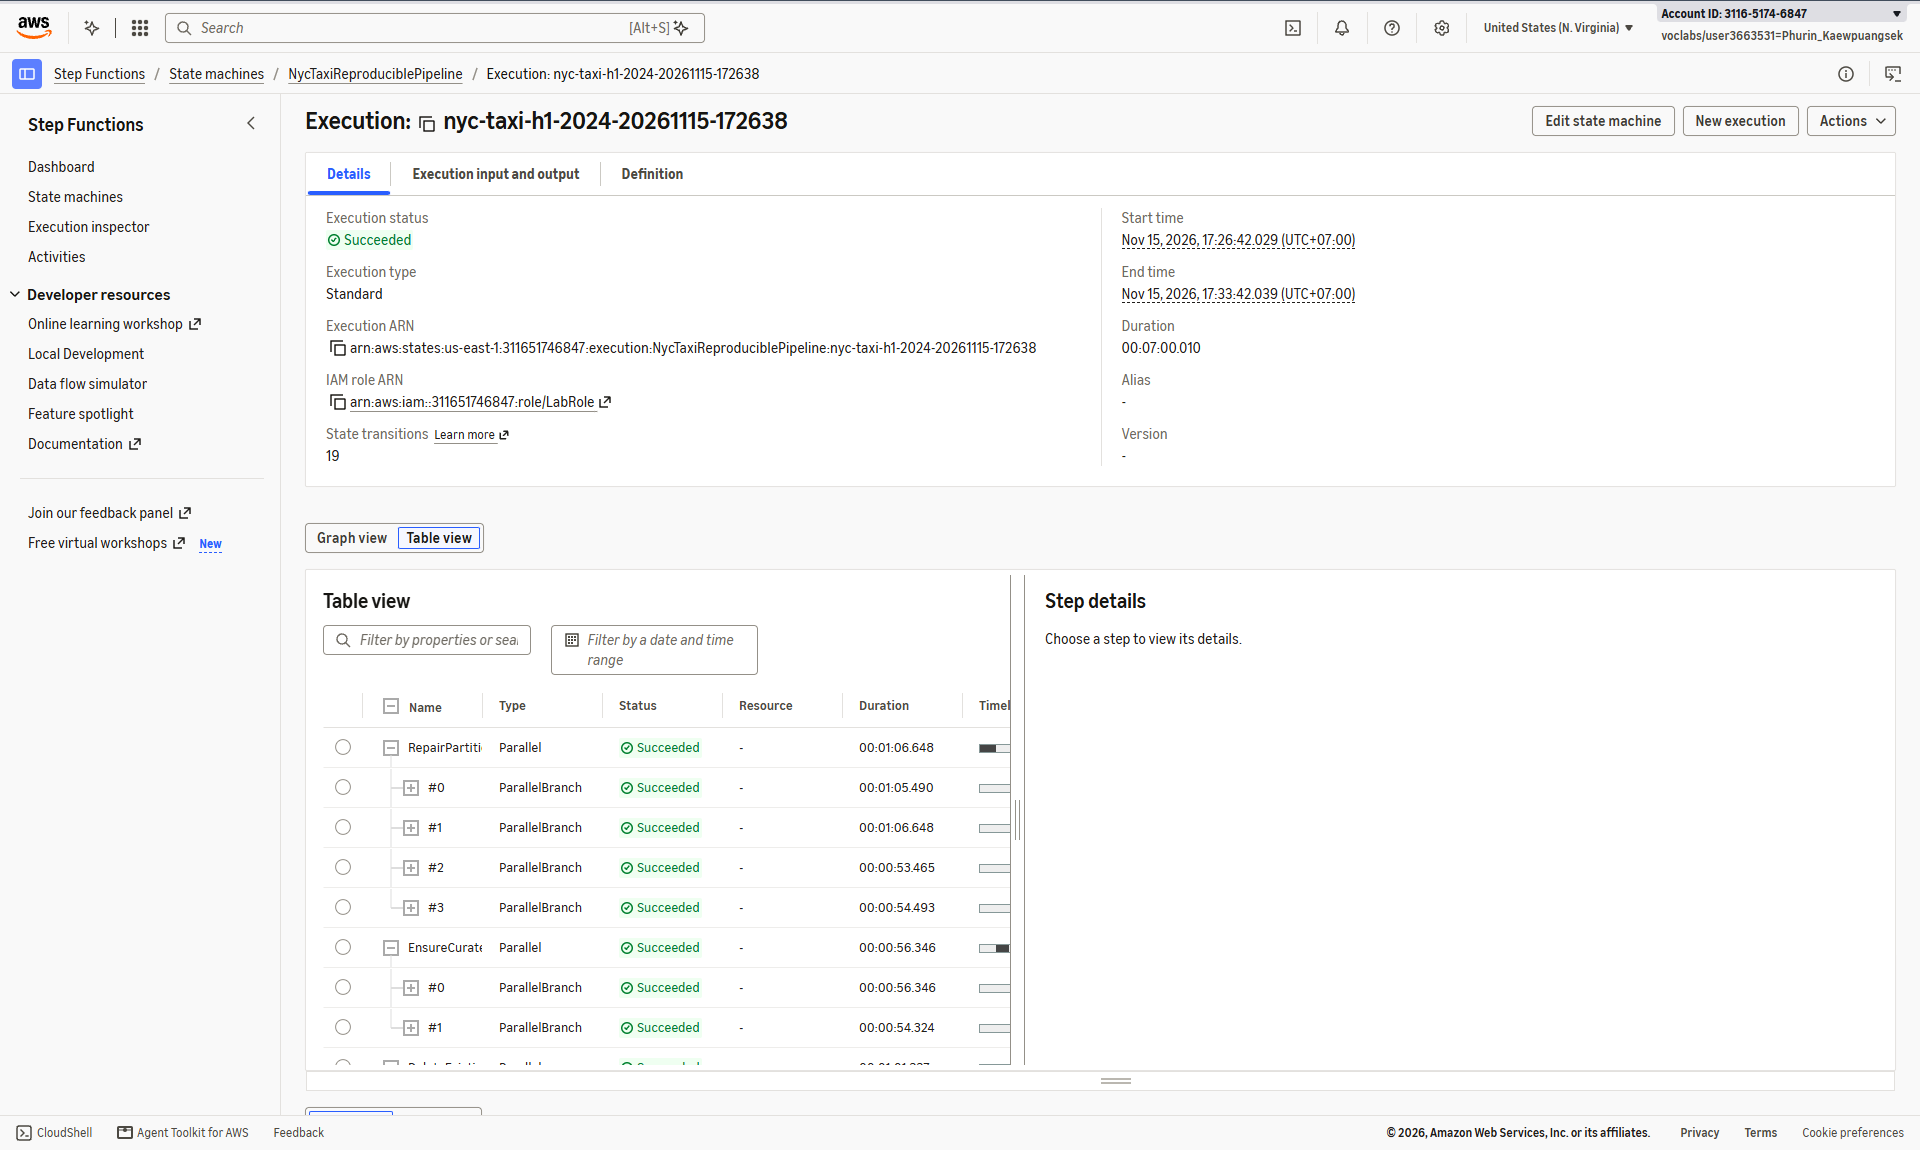 aws
Search
[Alt+S]
United States (N. Virginia)
Account ID: 3116-5174-6847
voclabs/user3663531=Phurin_Kaewpuangsek
Step Functions / State machines / NycTaxiReproduciblePipeline / Execution: nyc-taxi-h1-2024-20261115-172638
Step Functions
Dashboard
State machines
Execution inspector
Activities
Developer resources
Online learning workshop
Local Development
Data flow simulator
Feature spotlight
Documentation
Join our feedback panel
Free virtual workshops New
Execution: nyc-taxi-h1-2024-20261115-172638
Edit state machine
New execution
Actions
Details
Execution input and output
Definition
Execution status
Succeeded
Execution type
Standard
Execution ARN
arn:aws:states:us-east-1:311651746847:execution:NycTaxiReproduciblePipeline:nyc-taxi-h1-2024-20261115-172638
IAM role ARN
arn:aws:iam::311651746847:role/LabRole
State transitions Learn more
19
Start time
Nov 15, 2026, 17:26:42.029 (UTC+07:00)
End time
Nov 15, 2026, 17:33:42.039 (UTC+07:00)
Duration
00:07:00.010
Alias
-
Version
-
Graph view
Table view
Table view
Filter by properties or sea
Filter by a date and time
range
Name Type Status Resource Duration Timel
RepairPartiti Parallel Succeeded - 00:01:06.648
#0 ParallelBranch Succeeded - 00:01:05.490
#1 ParallelBranch Succeeded - 00:01:06.648
#2 ParallelBranch Succeeded - 00:00:53.465
#3 ParallelBranch Succeeded - 00:00:54.493
EnsureCurate Parallel Succeeded - 00:00:56.346
#0 ParallelBranch Succeeded - 00:00:56.346
#1 ParallelBranch Succeeded - 00:00:54.324
Step details
Choose a step to view its details.
CloudShell
Agent Toolkit for AWS
Feedback
© 2026, Amazon Web Services, Inc. or its affiliates.
Privacy
Terms
Cookie preferences